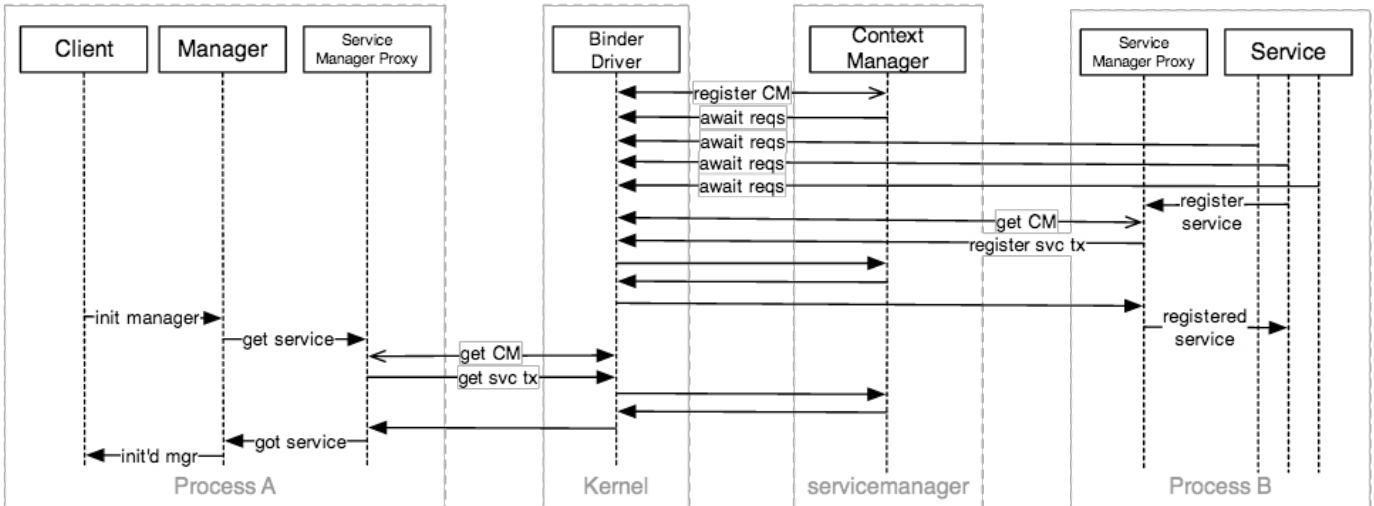 Client
Manager
Service
Manager Proxy
Binder
Driver
Context
Manager
Service
Manager Proxy
Service
register CM
await reqs
await reqs
await reqs
await reqs
register
service
get CM
register svc tx
init manager
registered
service
get service
get CM
get svc tx
got service
init'd mgr
Process A
Kernel
servicemanager
Process B